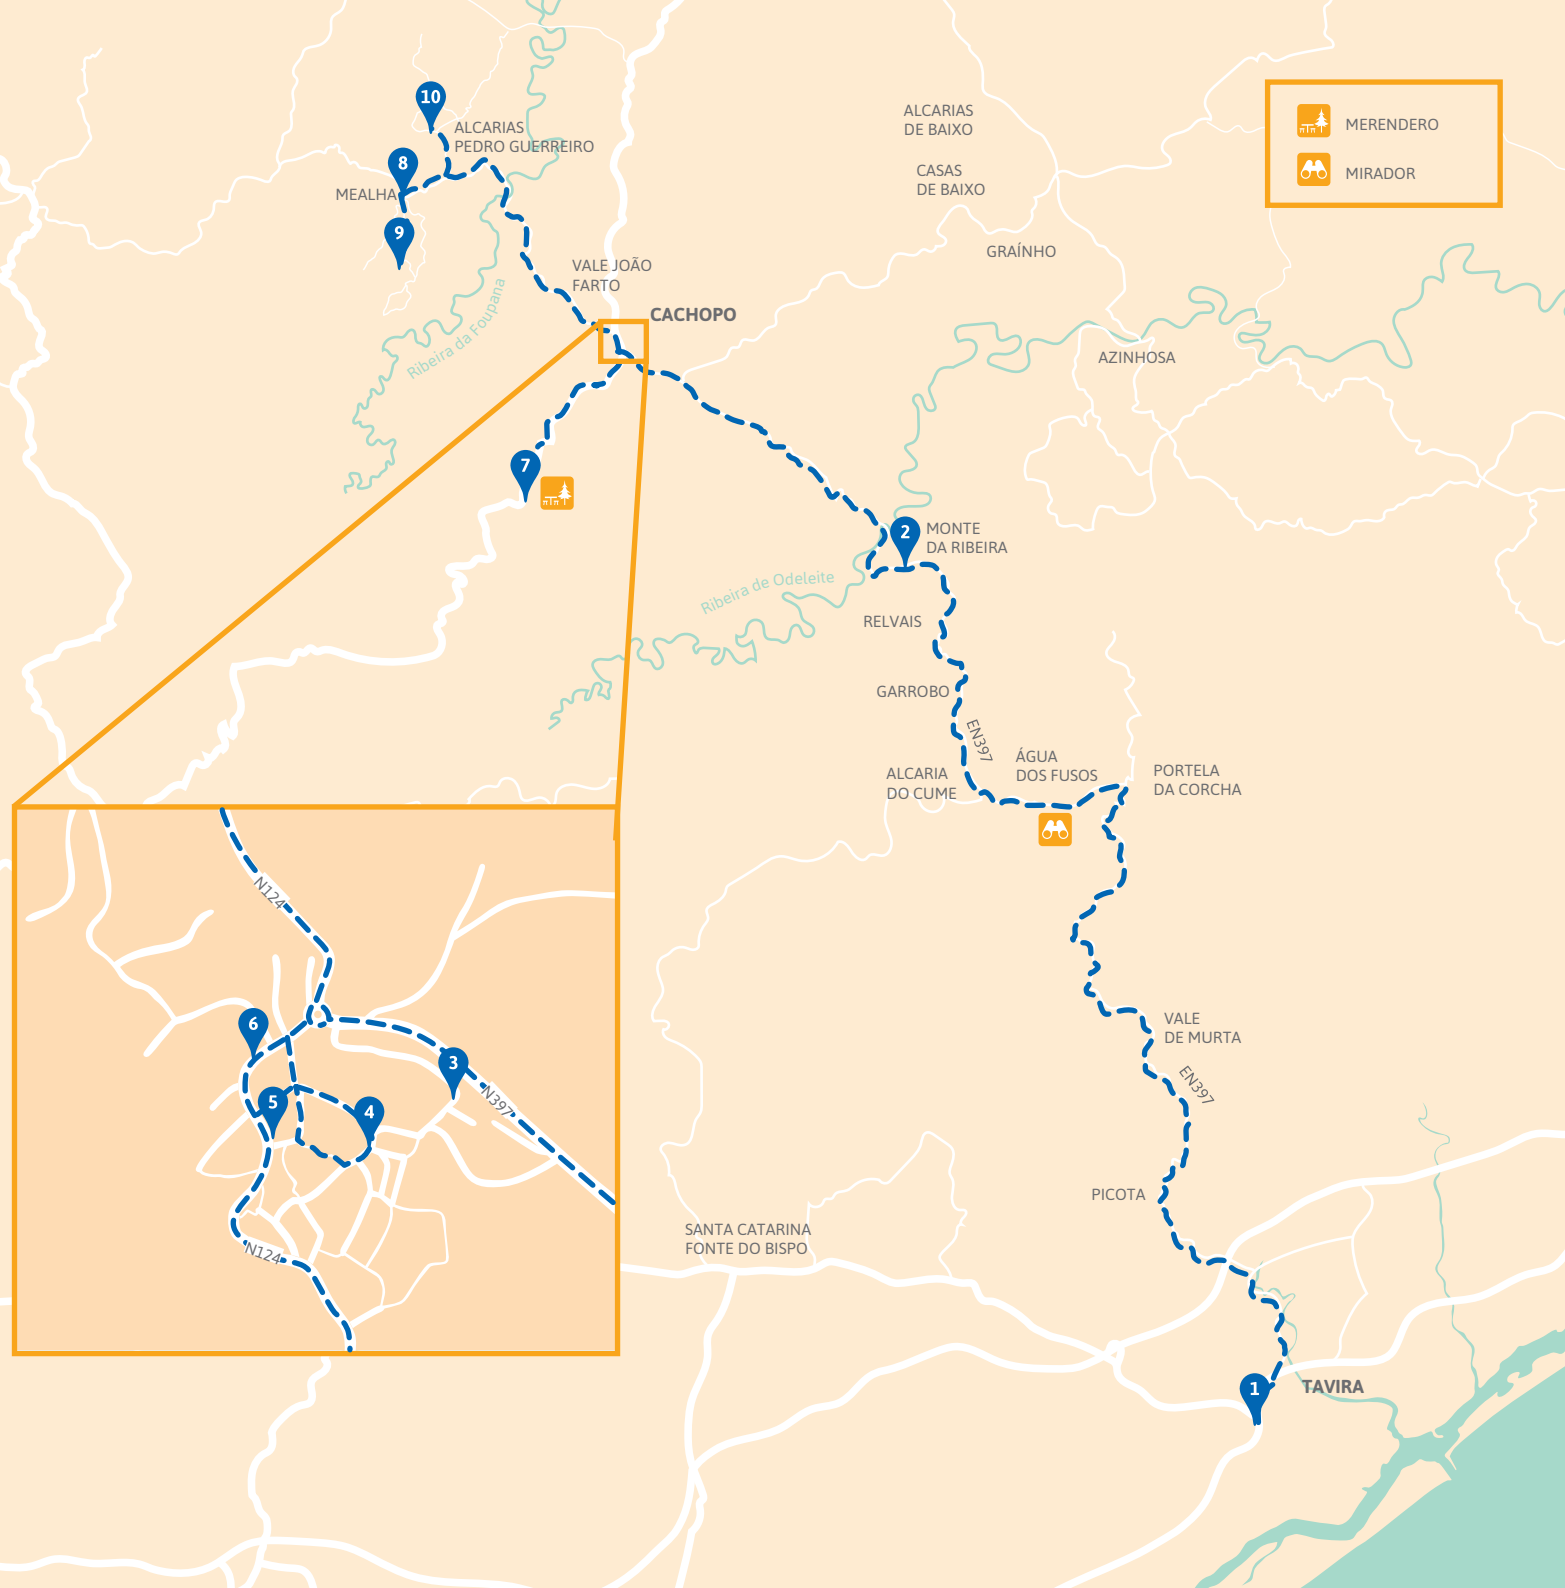 10
ALCARIAS
PEDRO GUERREIRO
8
MEALHA
9
ALCARIAS
DE BAIXO
CASAS
DE BAIXO
MERENDERO
MIRADOR
GRAÍNHO
VALE JOÃO
FARTO
CACHOPO
Ribeira da Foupana
AZINHOSA
7
2
MONTE
DA RIBEIRA
Ribeira de Odeleite
RELVAIS
GARROBO
EN397
ÁGUA
DOS FUSOS
ALCARIA
DO CUME
PORTELA
DA CORCHA
N124
6
3
5
4
N397
N124
VALE
DE MURTA
EN397
PICOTA
SANTA CATARINA
FONTE DO BISPO
1
TAVIRA